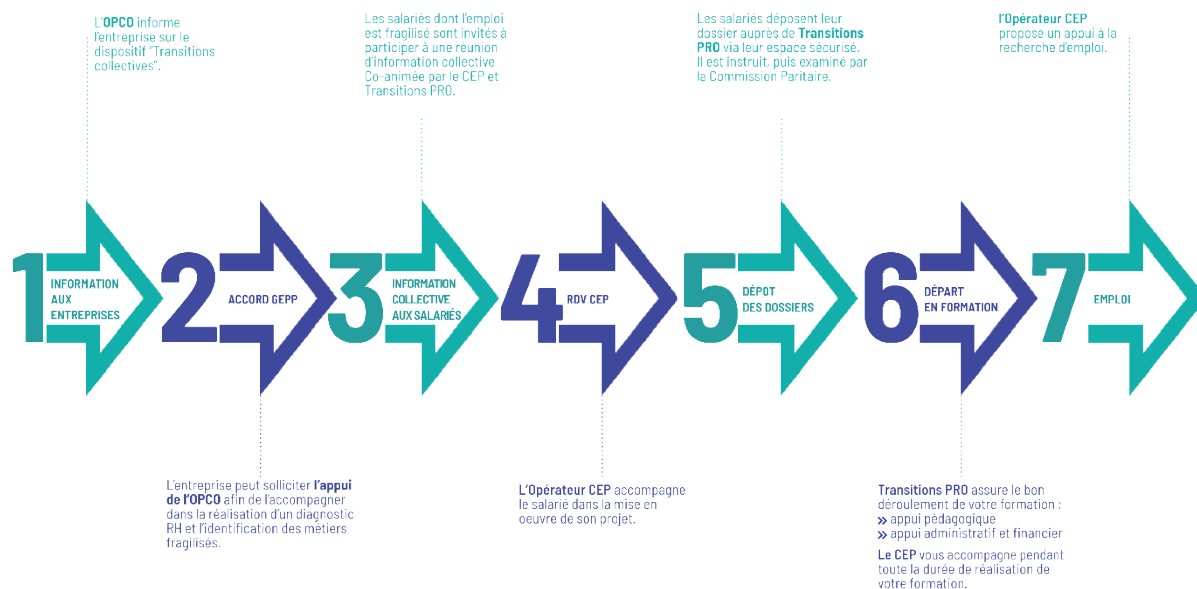 L'OPCO informe
l'entreprise sur le
dispositif "Transitions
collectives".
Les salariés dont l'emploi
est fragilisé sont invités à
participer à une réunion
d'information collective
Co-animée par le CEP et
Transitions PRO.
Les salariés déposent leur
dossier auprès de Transitions
PRO via leur espace sécurisé.
Il est instruit, puis examiné par
la Commission Paritaire.
l'Opérateur CEP
propose un appui à la
recherche d'emploi.
1
INFORMATION
AUX
ENTREPRISES
2
ACCORD GEPP
3
INFORMATION
COLLECTIVE
AUX SALARIÉS
4
RDV CEP
5
DÉPOT
DES DOSSIERS
6
DÉPART
EN FORMATION
7
EMPLOI
L'entreprise peut solliciter l'appui
de l'OPCO afin de l'accompagner
dans la réalisation d'un diagnostic
RH et l'identification des métiers
fragilisés.
L'Opérateur CEP accompagne
le salarié dans la mise en
oeuvre de son projet.
Transitions PRO assure le bon
déroulement de votre formation :
» appui pédagogique
» appui administratif et financier
Le CEP vous accompagne pendant
toute la durée de réalisation de
votre formation.